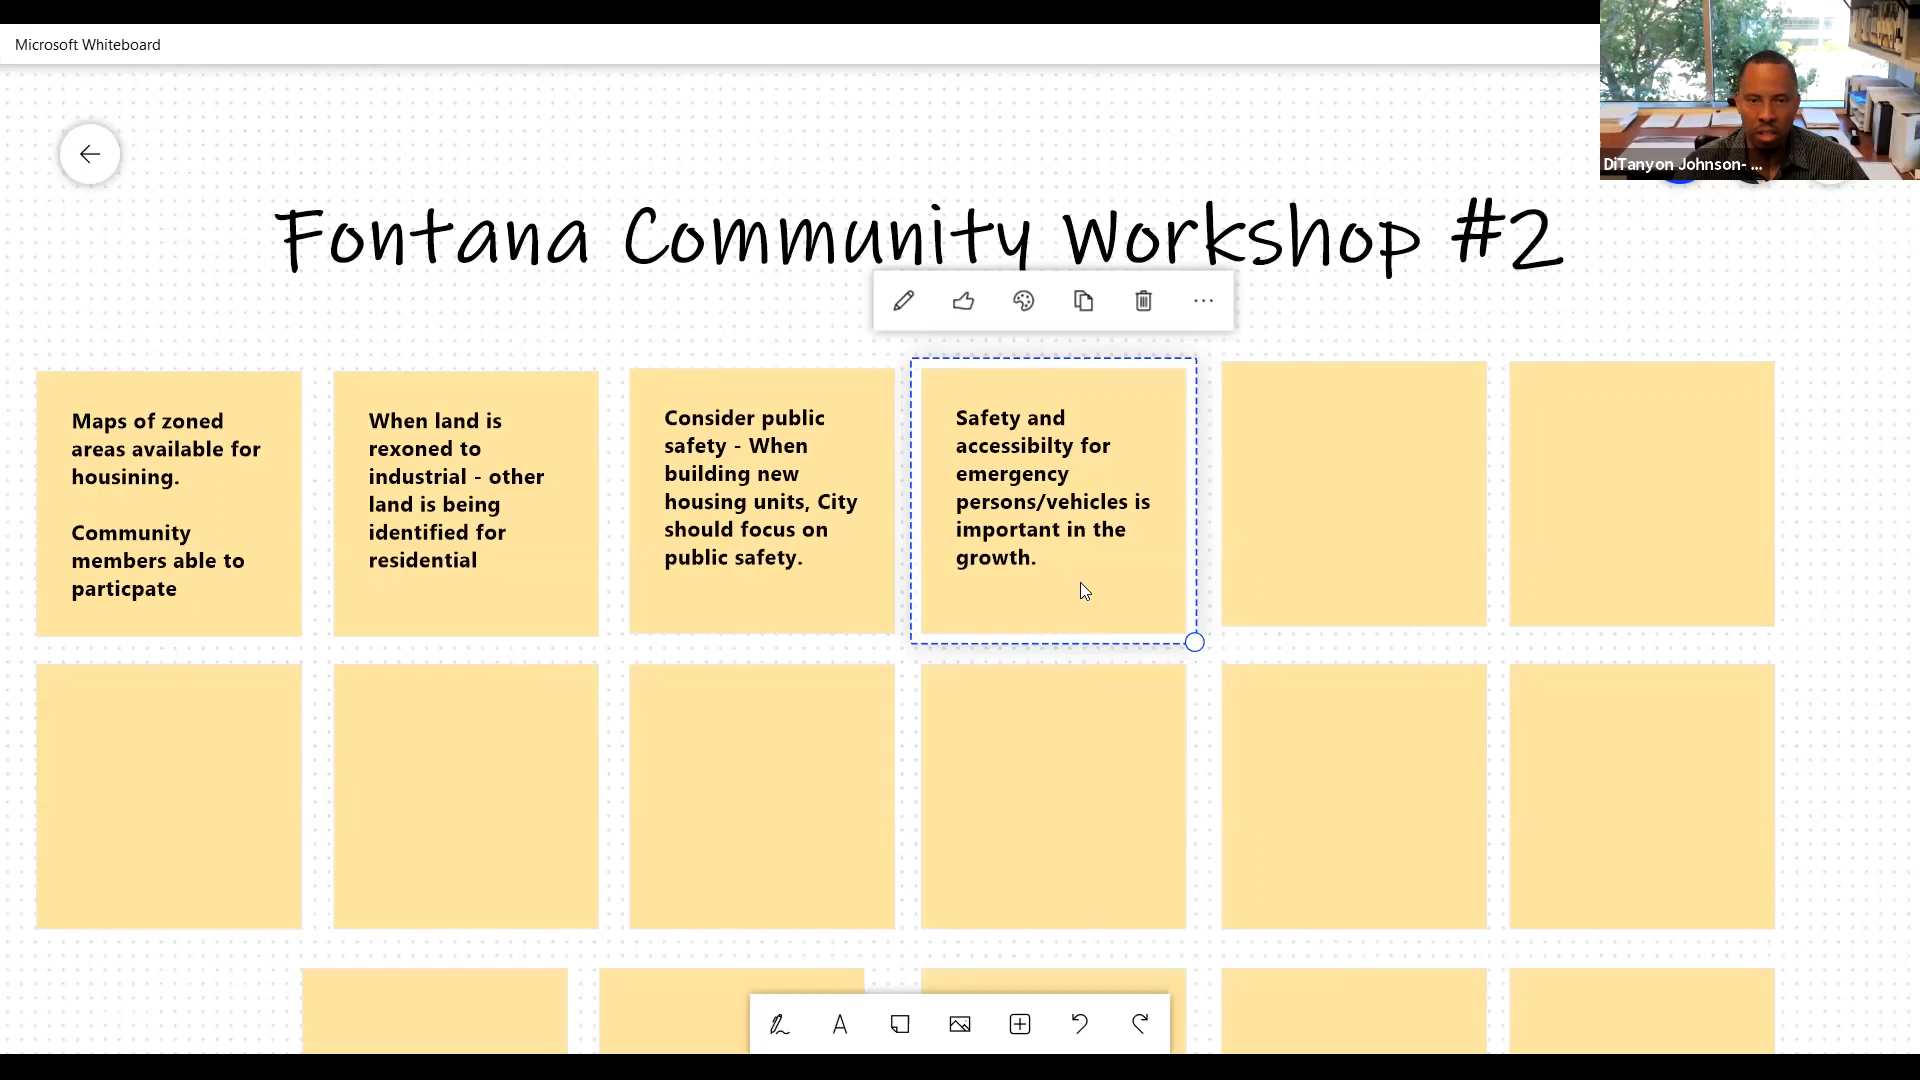 Microsoft Whiteboard
DiTanyon Johnson- ...
Fontana Community Workshop #2
Maps of zoned
areas available for
housining.
Community
members able to
particpate
When land is
rexoned to
industrial - other
land is being
identified for
residential
Consider public
safety - When
building new
housing units, City
should focus on
public safety.
Safety and
accessibilty for
emergency
persons/vehicles is
important in the
growth.